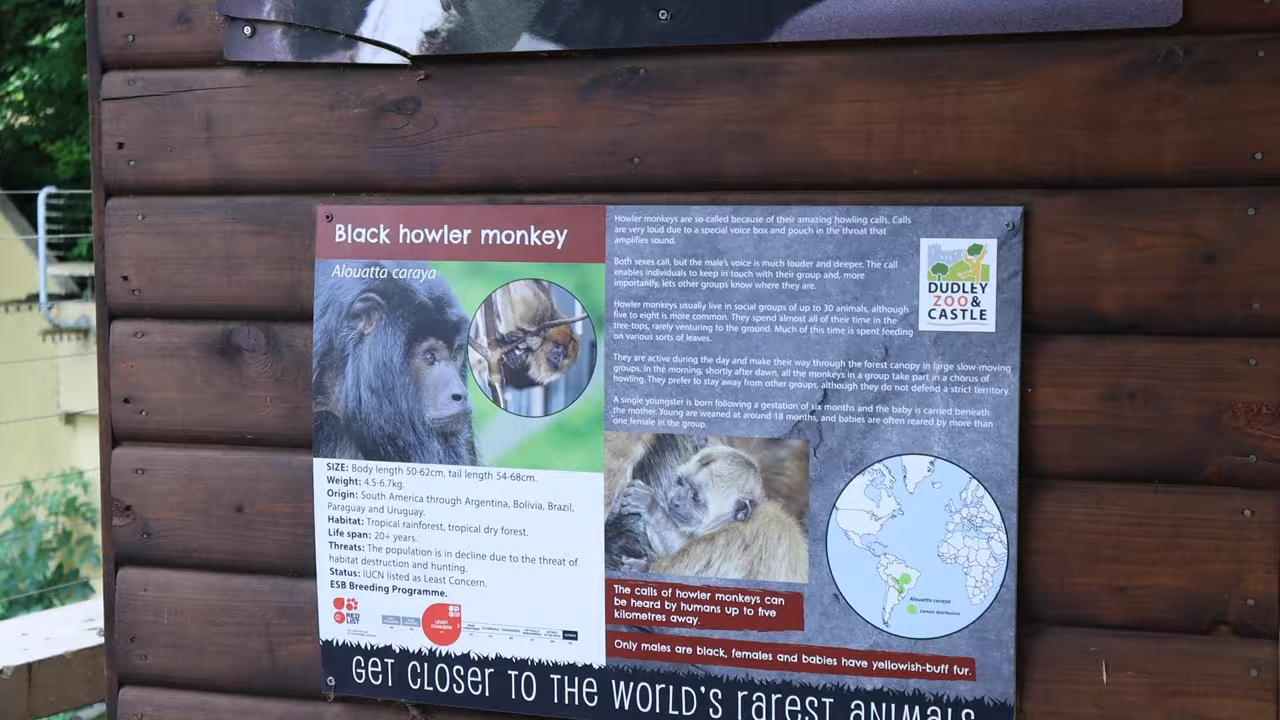 Black howler monkey
Alouatta caraya
SIZE: Body length 50-62cm, tail length 54-68cm.
Weight: 4.5-6.7kg.
Origin: South America through Argentina, Bolivia, Brazil,
Paraguay and Uruguay.
Habitat: Tropical rainforest, tropical dry forest.
Life span: 20+ years.
Threats: The population is in decline due to the threat of
habitat destruction and hunting.
Status: IUCN listed as Least Concern.
ESB Breeding Programme.
RED
LIST
LEAST
CONCERN
Howler monkeys are so called because of their amazing howling calls. Calls
are very loud due to a special voice box and pouch in the throat that
amplifies sound.
Both sexes call, but the male's voice is much louder and deeper. The call
enables individuals to keep in touch with their group and, more
importantly, lets other groups know where they are.
Howler monkeys usually live in social groups of up to 30 animals, although
five to eight is more common. They spend almost all of their time in the
tree-tops, rarely venturing to the ground. Much of this time is spent feeding
on various sorts of leaves.
They are active during the day and make their way through the forest canopy in large slow-moving
groups. In the morning, shortly after dawn, all the monkeys in a group take part in a chorus of
howling. They prefer to stay away from other groups, although they do not defend a strict territory.
A single youngster is born following a gestation of six months and the baby is carried beneath
the mother. Young are weaned at around 18 months, and babies are often reared by more than
one female in the group.
DUDLEY
ZOO &
CASTLE
The calls of howler monkeys can
be heard by humans up to five
kilometres away.
Alouatta caraya
Certain distribution
Only males are black, females and babies have yellowish-buff fur.
GET CLOSER TO THE WORLD'S rarest animals